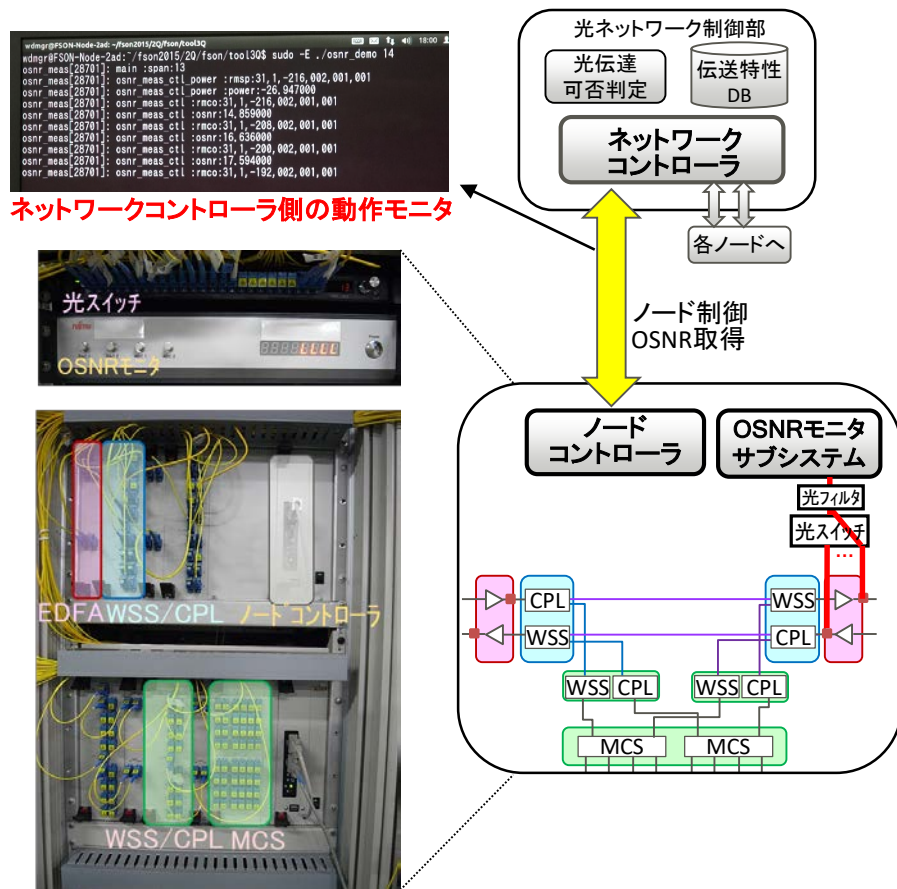 wdmgr@FSON-Node-2ad: ~/fson2015/2Q/fson/tool3Q
18:00
wdmgr@FSON-Node-2ad:~/fson2015/2Q/fson/tool3Q$ sudo -E ./osnr_demo 14
osnr_meas[28701]: main :span:13
osnr_meas[28701]: osnr_meas_ctl_power :rmsp:31,1,-216,002,001,001
osnr_meas[28701]: osnr_meas_ctl_power :power:-26.947000
osnr_meas[28701]: osnr_meas_ctl :rmco:31,1,-216,002,001,001
osnr_meas[28701]: osnr_meas_ctl :osnr:14.859000
osnr_meas[28701]: osnr_meas_ctl :rmco:31,1,-208,002,001,001
osnr_meas[28701]: osnr_meas_ctl :osnr:16.636000
osnr_meas[28701]: osnr_meas_ctl :rmco:31,1,-200,002,001,001
osnr_meas[28701]: osnr_meas_ctl :osnr:17.594000
osnr_meas[28701]: osnr_meas_ctl :rmco:31,1,-192,002,001,001
ネットワークコントローラ側の動作モニタ
光ネットワーク制御部
光伝達
可否判定
伝送特性
DB
ネットワーク
コントローラ
各ノードへ
ノード制御
OSNR取得
光スイッチ
FUJITSU
Power
OSNRモニタ
EDFA
WSS/CPL
ノードコントローラ
WSS/CPL
MCS
ノード
コントローラ
OSNRモニタ
サブシステム
光フィルタ
光スイッチ
...
CPL
WSS
WSS
CPL
WSS
CPL
WSS
CPL
MCS
MCS